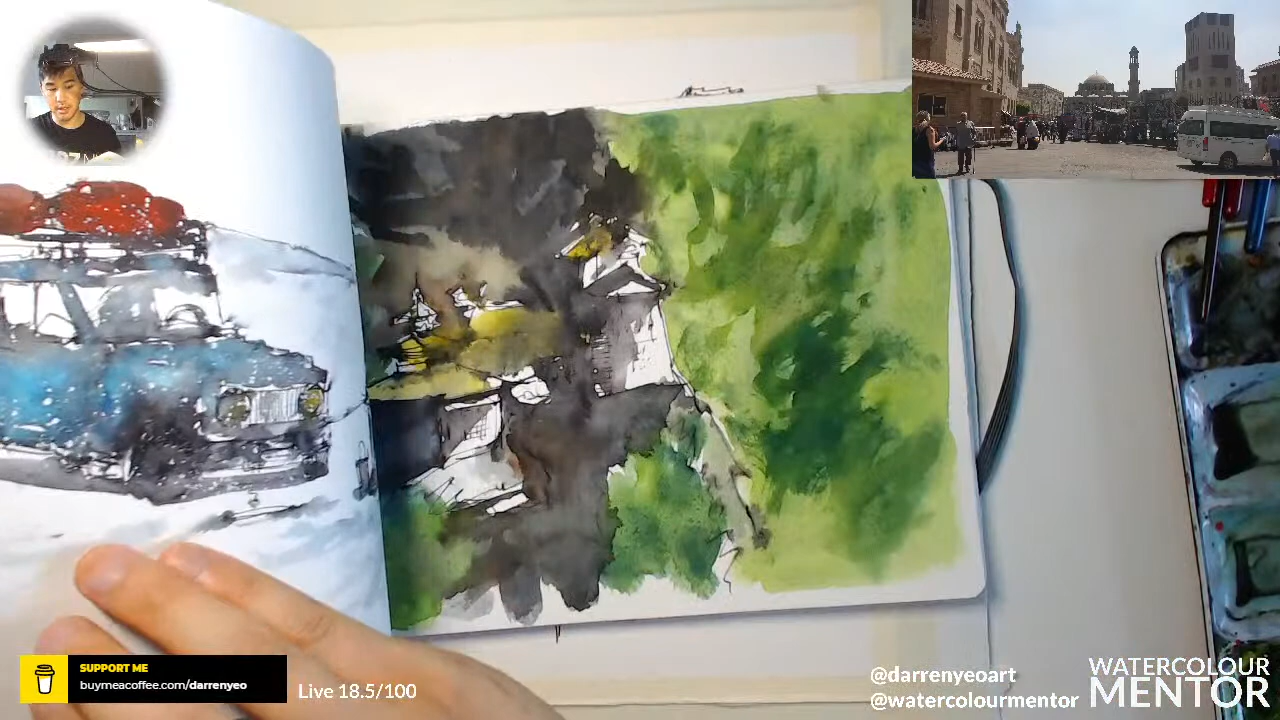 SUPPORT ME
buymeacoffee.com/darrenyeo
Live 18.5/100
@darrenyeoart
@watercolourmentor
WATERCOLOUR
MENTOR